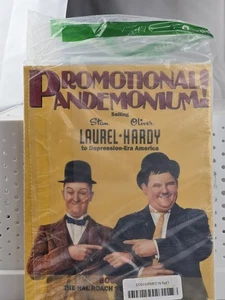 PROMOTIONAL
PANDEMONIUM!
Selling
Stan Oliver
LAUREL-HARDY
to Depression-Era America